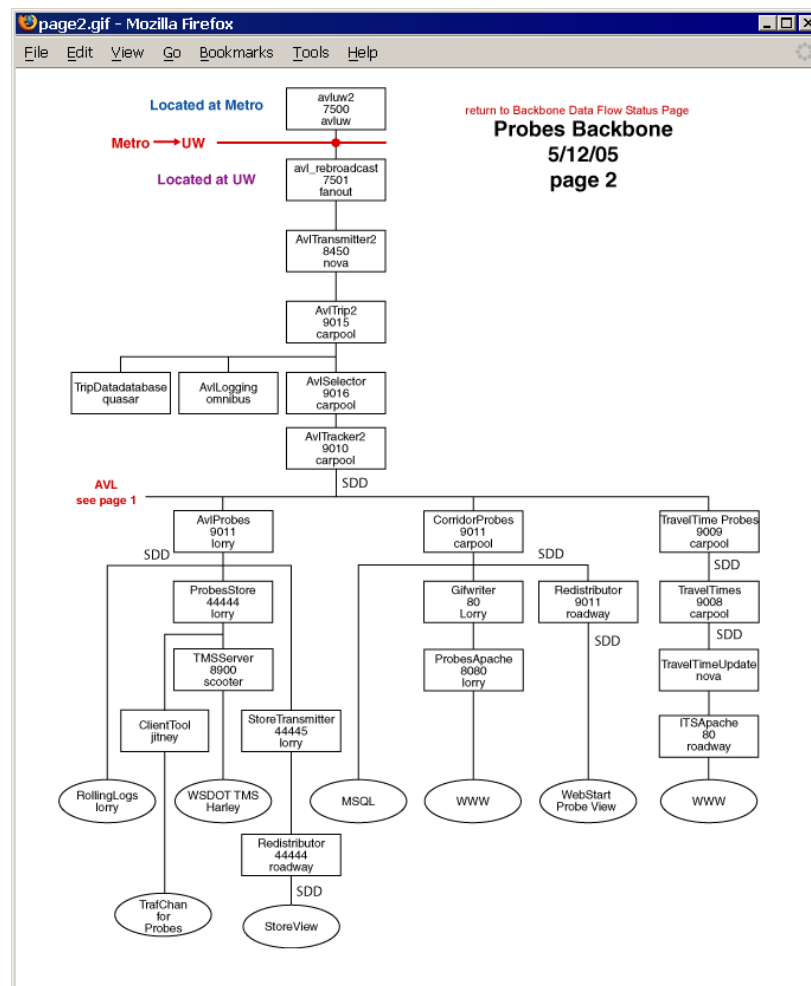 page2.gif - Mozilla Firefox
File Edit View Go Bookmarks Tools Help
avluw2
7500
avluw
Located at Metro
return to Backbone Data Flow Status Page
Probes Backbone
5/12/05
page 2
Metro UW
Located at UW
avl_rebroadcast
7501
fanout
AvlTransmitter2
8450
nova
AvlTrip2
9015
carpool
TripDatadatabase
quasar
AvlLogging
omnibus
AvlSelector
9016
carpool
AvlTracker2
9010
carpool
SDD
AVL
see page 1
AvlProbes
9011
lorry
CorridorProbes
9011
carpool
TravelTime Probes
9009
carpool
SDD
SDD
SDD
ProbesStore
44444
lorry
Gifwriter
80
Lorry
Redistributor
9011
roadway
TravelTimes
9008
carpool
SDD
SDD
TMSServer
8900
scooter
ProbesApache
8080
lorry
TravelTimeUpdate
nova
ClientTool
jitney
StoreTransmitter
44445
lorry
ITSApache
80
roadway
RollingLogs
lorry
WSDOT TMS
Harley
MSQL
WWW
WebStart
Probe View
WWW
Redistributor
44444
roadway
SDD
TrafChan
for
Probes
StoreView